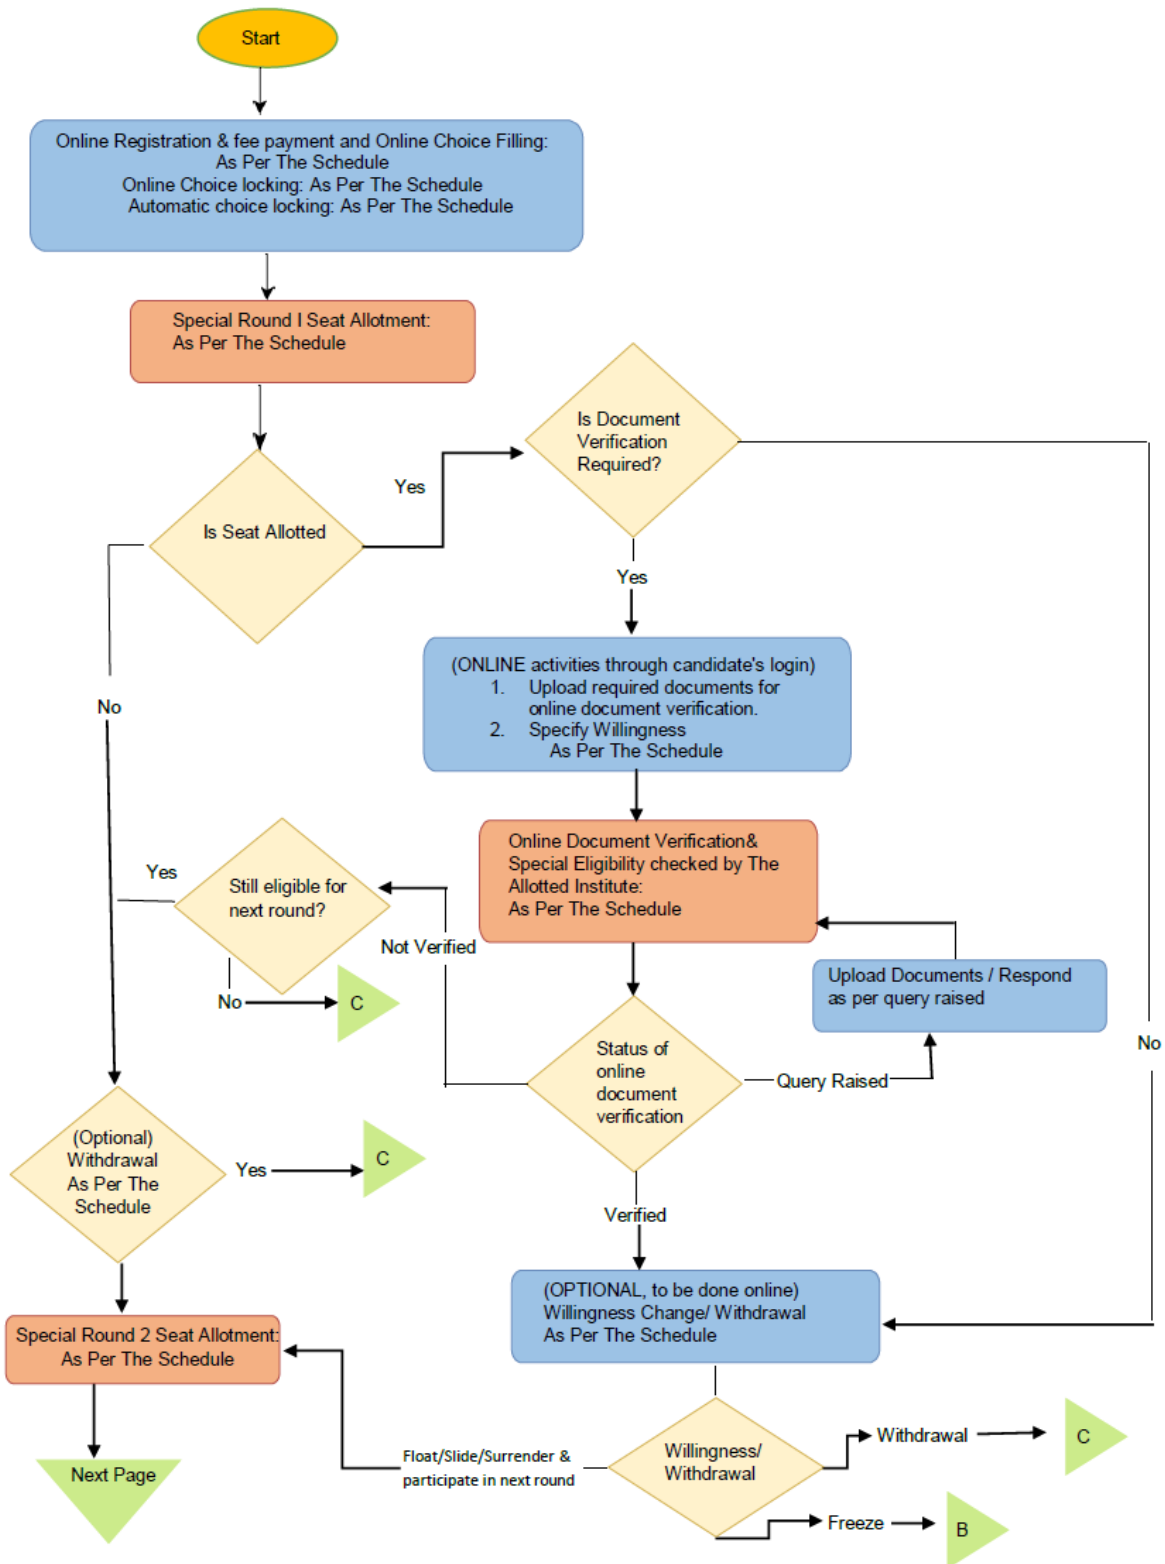 Start
Online Registration & fee payment and Online Choice Filling:
As Per The Schedule
Online Choice locking: As Per The Schedule
Automatic choice locking: As Per The Schedule
Special Round I Seat Allotment:
As Per The Schedule
Is Document
Verification
Required?
Yes
Is Seat Allotted
Yes
No
(ONLINE activities through candidate's login)
1. Upload required documents for
online document verification.
2. Specify Willingness
As Per The Schedule
Online Document Verification&
Special Eligibility checked by The
Allotted Institute:
As Per The Schedule
Yes
Still eligible for
next round?
Not Verified
No
C
Upload Documents / Respond
as per query raised
No
Status of
online
document
verification
Query Raised
(Optional)
Withdrawal
As Per The
Schedule
Yes
C
Verified
(OPTIONAL, to be done online)
Willingness Change/ Withdrawal
As Per The Schedule
Special Round 2 Seat Allotment:
As Per The Schedule
Next Page
Float/Slide/Surrender &
participate in next round
Willingness/
Withdrawal
Withdrawal
C
Freeze
B